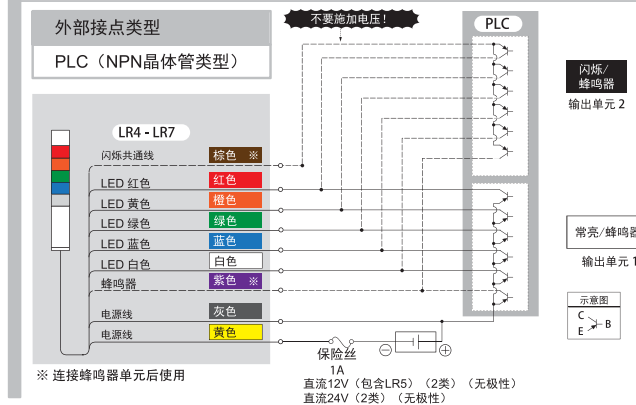 外部接点类型
PLC（NPN晶体管类型）
不要施加电压！
PLC
闪烁/
蜂鸣器
输出单元 2
LR4 - LR7
闪烁共通线 棕色 ※
LED 红色 红色
LED 黄色 橙色
LED 绿色 绿色
LED 蓝色 蓝色
LED 白色 白色
蜂鸣器 紫色 ※
电源线 灰色
电源线 黄色
常亮/蜂鸣器
输出单元 1
示意图
C
B
E
保险丝
1A
直流12V（包含LR5）（2类）（无极性）
直流24V（2类）（无极性）
※ 连接蜂鸣器单元后使用